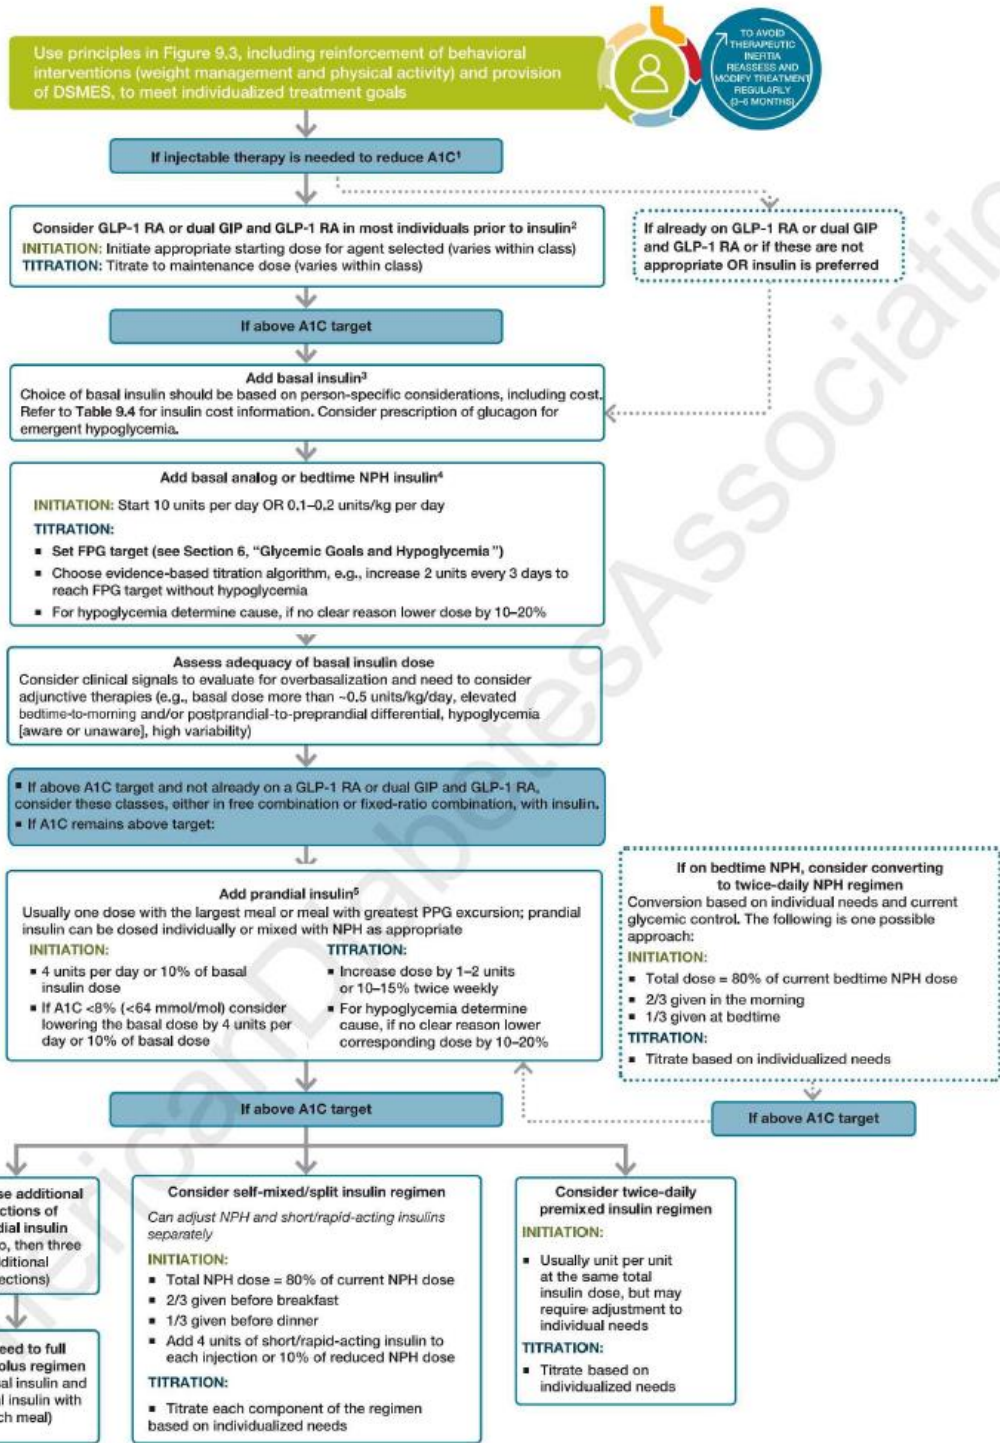 Use principles in Figure 9.3, including reinforcement of behavioral
interventions (weight management and physical activity) and provision
of DSMES, to meet individualized treatment goals
TO AVOID
THERAPEUTIC
INERTIA
REASSESS AND
MODIFY TREATMENT
REGULARLY
(3–6 MONTHS)
If injectable therapy is needed to reduce A1C¹
Consider GLP-1 RA or dual GIP and GLP-1 RA in most individuals prior to insulin²
INITIATION: Initiate appropriate starting dose for agent selected (varies within class)
TITRATION: Titrate to maintenance dose (varies within class)
If already on GLP-1 RA or dual GIP
and GLP-1 RA or if these are not
appropriate OR insulin is preferred
If above A1C target
Add basal insulin³
Choice of basal insulin should be based on person-specific considerations, including cost.
Refer to Table 9.4 for insulin cost information. Consider prescription of glucagon for
emergent hypoglycemia.
Add basal analog or bedtime NPH insulin⁴
INITIATION: Start 10 units per day OR 0.1–0.2 units/kg per day
TITRATION:
▪ Set FPG target (see Section 6, “Glycemic Goals and Hypoglycemia”)
▪ Choose evidence-based titration algorithm, e.g., increase 2 units every 3 days to
reach FPG target without hypoglycemia
▪ For hypoglycemia determine cause, if no clear reason lower dose by 10–20%
Assess adequacy of basal insulin dose
Consider clinical signals to evaluate for overbasalization and need to consider
adjunctive therapies (e.g., basal dose more than ~0.5 units/kg/day, elevated
bedtime-to-morning and/or postprandial-to-preprandial differential, hypoglycemia
[aware or unaware], high variability)
▪ If above A1C target and not already on a GLP-1 RA or dual GIP and GLP-1 RA,
consider these classes, either in free combination or fixed-ratio combination, with insulin.
▪ If A1C remains above target:
Add prandial insulin⁵
Usually one dose with the largest meal or meal with greatest PPG excursion; prandial
insulin can be dosed individually or mixed with NPH as appropriate
INITIATION:
▪ 4 units per day or 10% of basal
insulin dose
▪ If A1C <8% (<64 mmol/mol) consider
lowering the basal dose by 4 units per
day or 10% of basal dose
TITRATION:
▪ Increase dose by 1–2 units
or 10–15% twice weekly
▪ For hypoglycemia determine
cause, if no clear reason lower
corresponding dose by 10–20%
If on bedtime NPH, consider converting
to twice-daily NPH regimen
Conversion based on individual needs and current
glycemic control. The following is one possible
approach:
INITIATION:
▪ Total dose = 80% of current bedtime NPH dose
▪ 2/3 given in the morning
▪ 1/3 given at bedtime
TITRATION:
▪ Titrate based on individualized needs
If above A1C target
If above A1C target
se additional
ctions of
dial insulin
o, then three
dditional
ections)
eed to full
olus regimen
sal insulin and
l insulin with
ch meal)
Consider self-mixed/split insulin regimen
Can adjust NPH and short/rapid-acting insulins
separately
INITIATION:
▪ Total NPH dose = 80% of current NPH dose
▪ 2/3 given before breakfast
▪ 1/3 given before dinner
▪ Add 4 units of short/rapid-acting insulin to
each injection or 10% of reduced NPH dose
TITRATION:
▪ Titrate each component of the regimen
based on individualized needs
Consider twice-daily
premixed insulin regimen
INITIATION:
▪ Usually unit per unit
at the same total
insulin dose, but may
require adjustment to
individual needs
TITRATION:
▪ Titrate based on
individualized needs
mericanDiabetesAssociatio